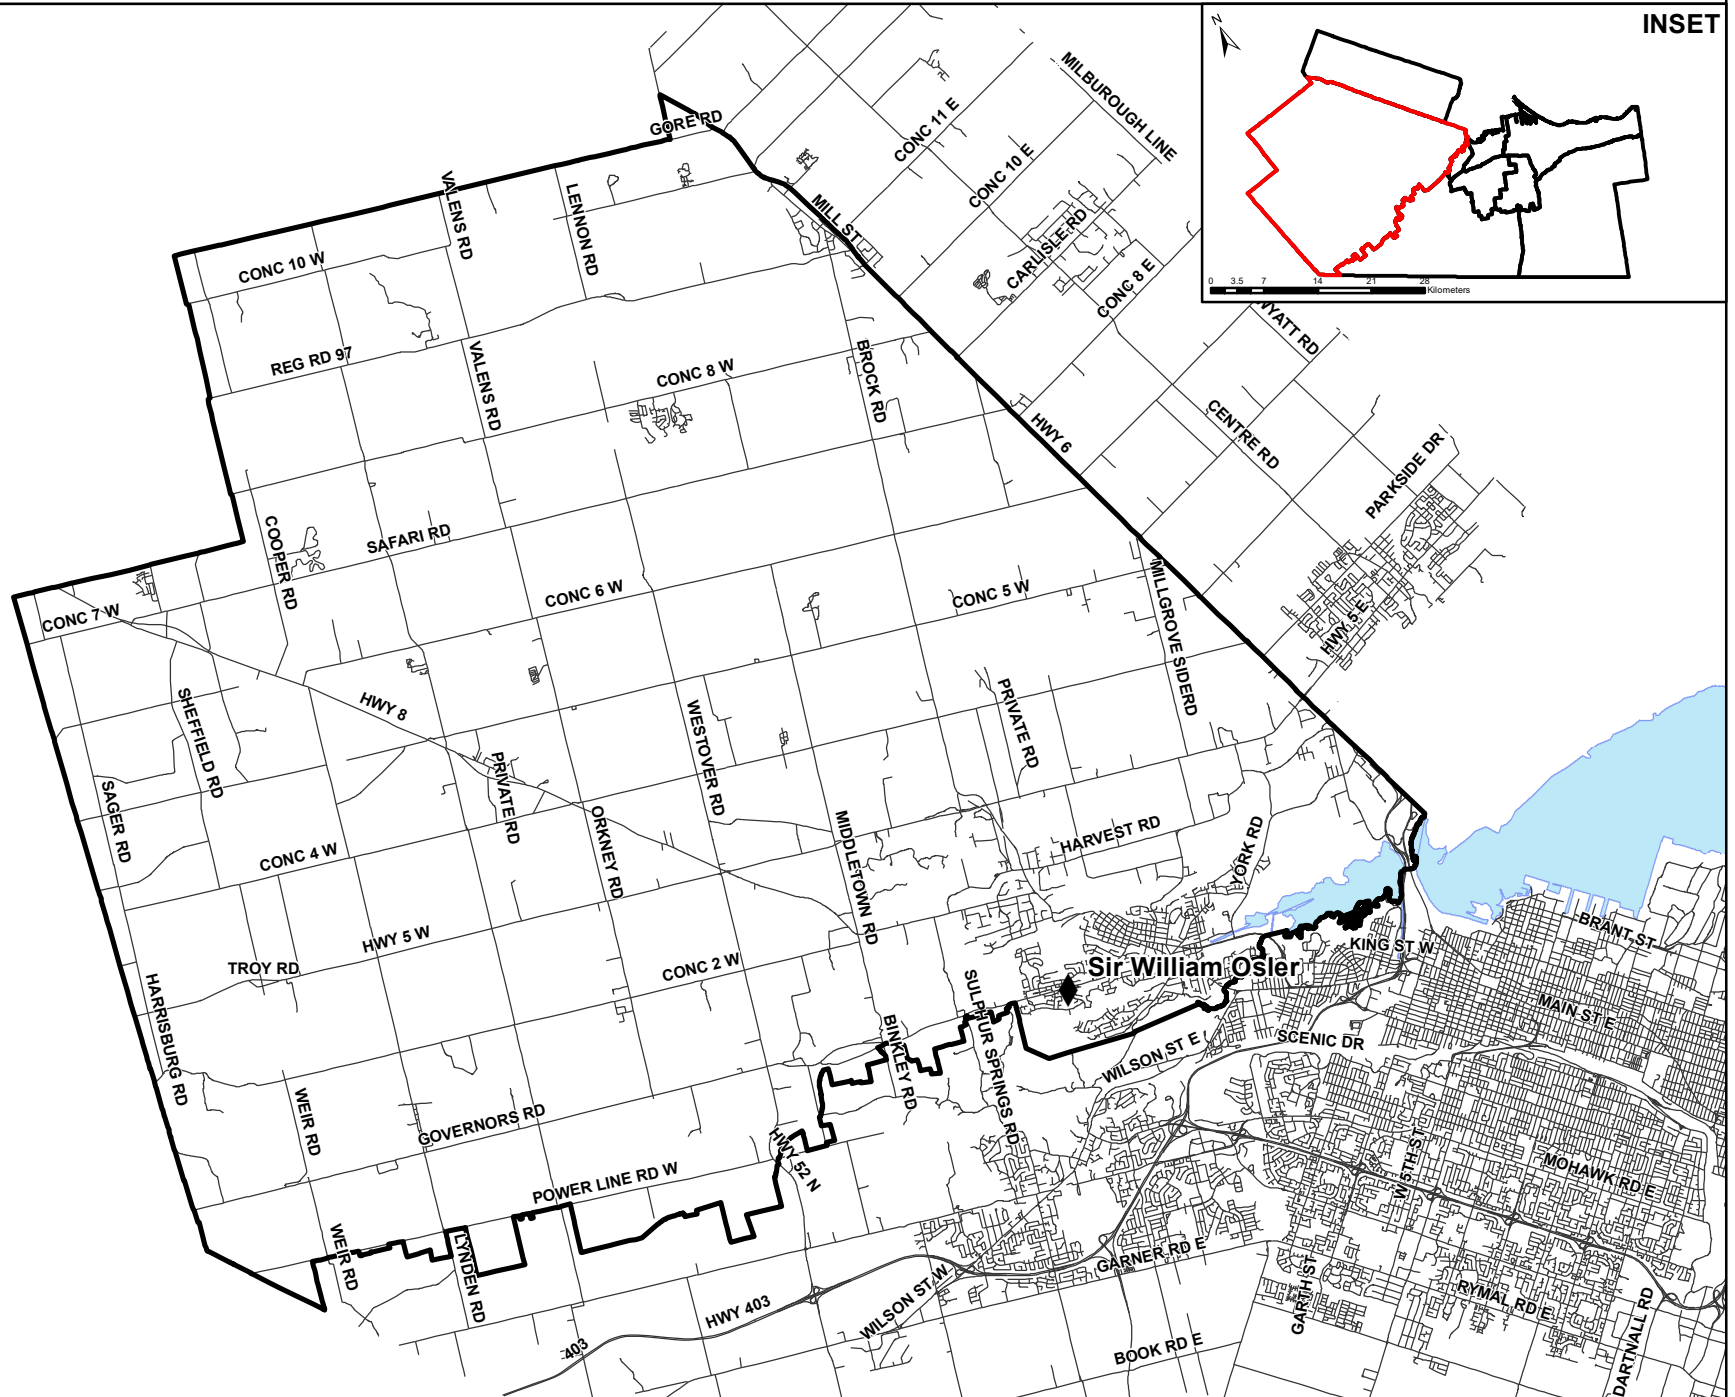 INSET
N
0 3.5 7 14 21 28
Kilometers
MILBUROUGH LINE
GORE RD
CONC 11 E
CONC 10 E
VALENS RD
LENNON RD
MILL ST
CARLISLE RD
CONC 10 W
CONC 8 E
WYATT RD
REG RD 97
VALENS RD
CONC 8 W
BROCK RD
HWY 6
CENTRE RD
PARKSIDE DR
COOPER RD
SAFARI RD
CONC 6 W
CONC 5 W
MILLGROVE SIDERD
HWY 5 E
CONC 7 W
SHEFFIELD RD
HWY 8
WESTOVER RD
PRIVATE RD
PRIVATE RD
SAGER RD
ORKNEY RD
MIDDLETOWN RD
HARVEST RD
YORK RD
CONC 4 W
HWY 5 W
TROY RD
CONC 2 W
KING ST W
BRANT ST
Sir William Osler
HARRISBURG RD
SULPHUR SPRINGS RD
BINKLEY RD
MAIN ST E
SCENIC DR
WILSON ST E
WEIR RD
GOVERNORS RD
HWY 52 N
POWER LINE RD W
W 5TH ST
MOHAWK RD E
WEIR RD
LYNDEN RD
GARNER RD E
HWY 403
WILSON ST W
GARTH ST
RYMAL RD E
403
BOOK RD E
DARTNALL RD